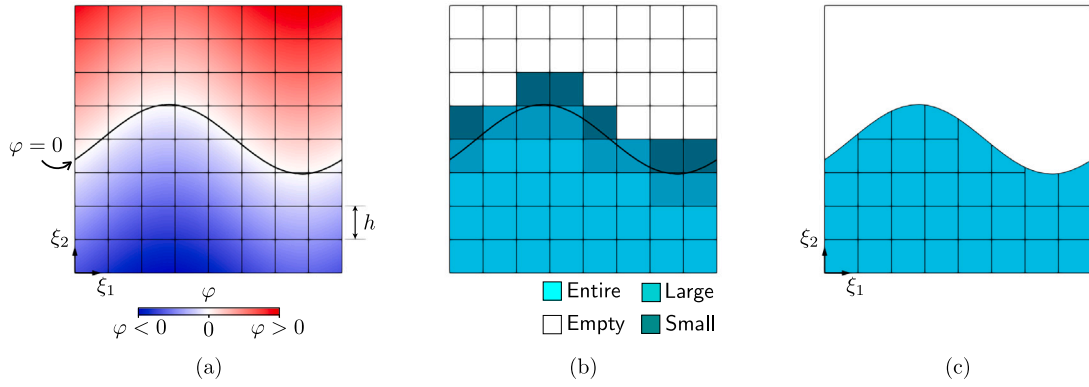 φ = 0
h
ξ2
ξ1
φ
φ < 0 0 φ > 0
(a)
Entire Large
Empty Small
(b)
ξ2
ξ1
(c)